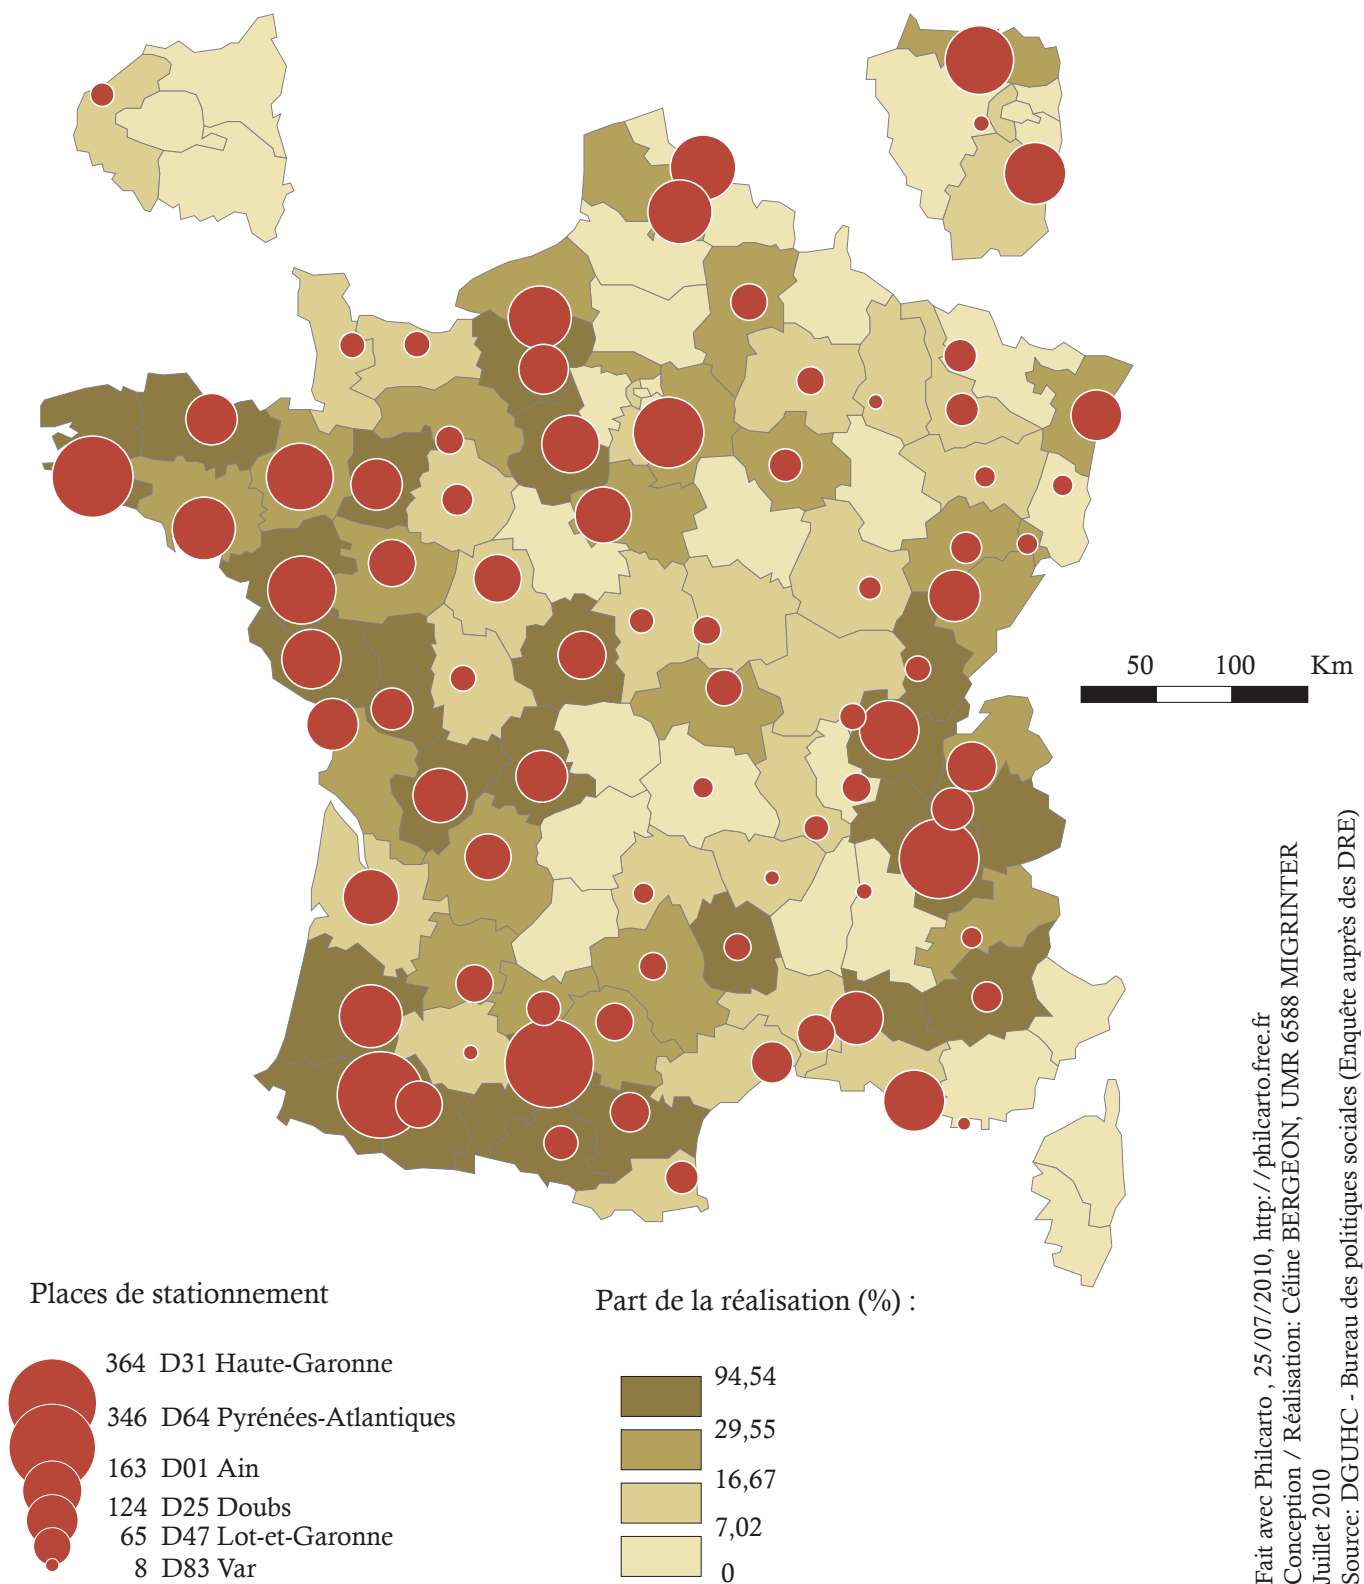 50 100 Km
Places de stationnement
364 D31 Haute-Garonne
346 D64 Pyrénées-Atlantiques
163 D01 Ain
124 D25 Doubs
65 D47 Lot-et-Garonne
8 D83 Var
Part de la réalisation (%) :
94,54
29,55
16,67
7,02
0
Fait avec Philcarto , 25/07/2010, http://philcarto.free.fr
Conception / Réalisation: Céline BERGEON, UMR 6588 MIGRINTER
Juillet 2010
Source: DGUHC - Bureau des politiques sociales (Enquête auprès des DRE)